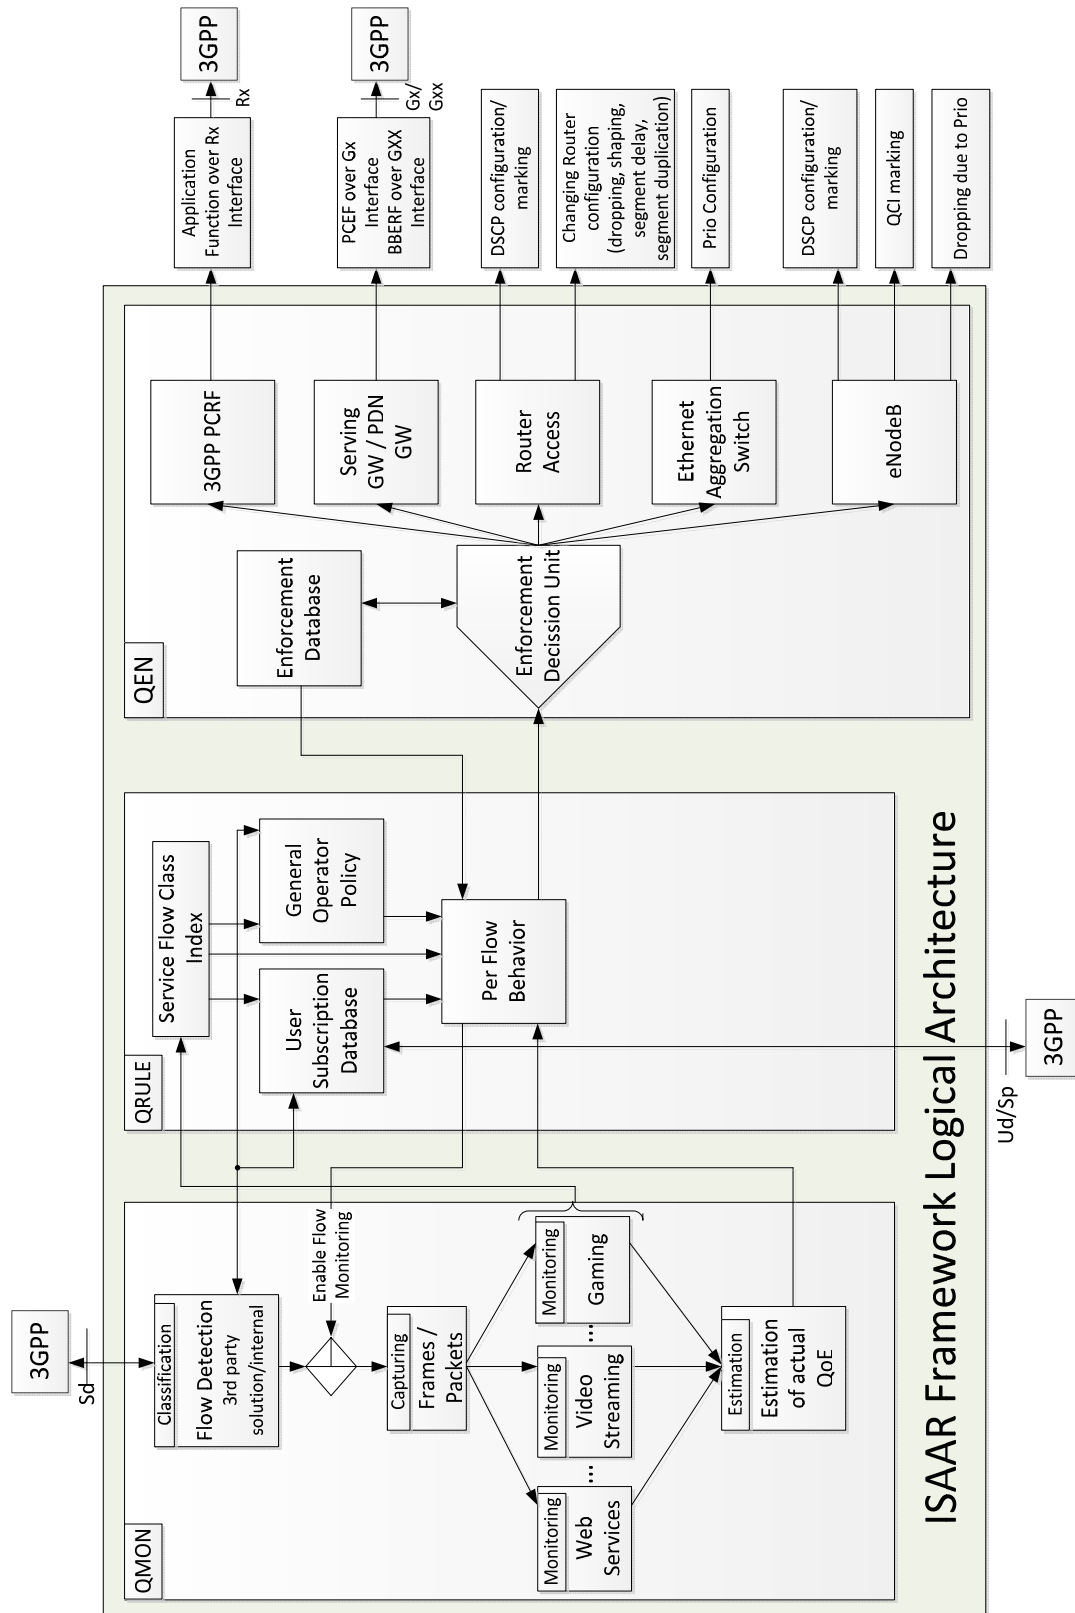 3GPP
Sd
QMON
Classification
Flow Detection
3rd party
solution/internal
Enable Flow
Monitoring
Capturing
Frames /
Packets
Monitoring
Web
Services
...
Monitoring
Video
Streaming
...
Monitoring
Gaming
Estimation
Estimation
of actual
QoE
QRULE
Service Flow Class
Index
User
Subscription
Database
General
Operator
Policy
Per Flow
Behavior
Ud/Sp
3GPP
QEN
Enforcement
Database
Enforcement
Decission Unit
3GPP PCRF
Serving
GW / PDN
GW
Router
Access
Ethernet
Aggregation
Switch
eNodeB
Application
Function over Rx
Interface
Rx
3GPP
PCEF over Gx
Interface
BBERF over GXX
Interface
Gx/
Gxx
3GPP
DSCP configuration/
marking
Changing Router
configuration
(dropping, shaping,
segment delay,
segment duplication)
Prio Configuration
DSCP configuration/
marking
QCI marking
Dropping due to Prio
ISAAR Framework Logical Architecture